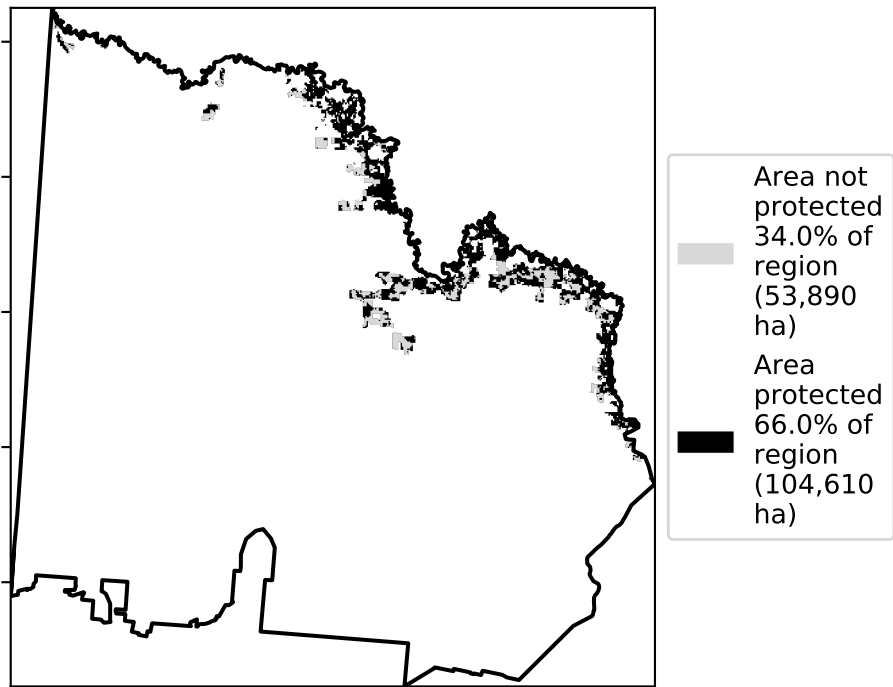 Area not
protected
34.0% of
region
(53,890
ha)
Area
protected
66.0% of
region
(104,610
ha)